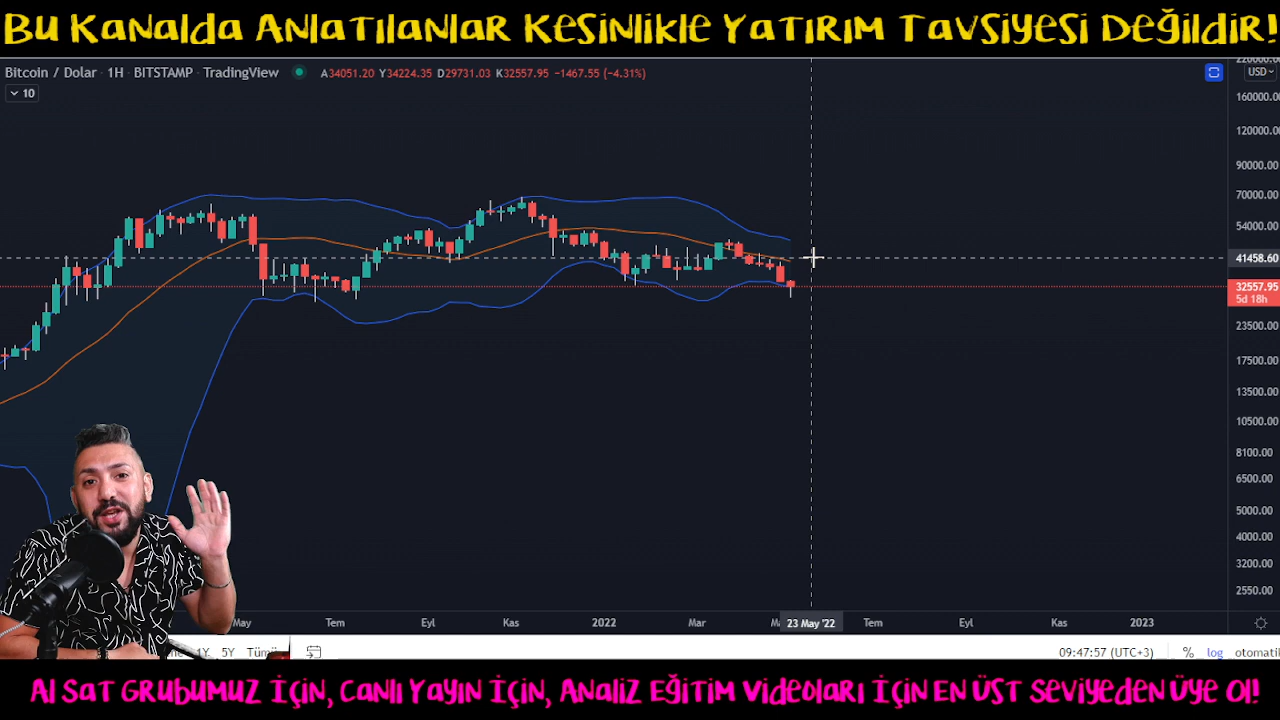 Bu Kanalda Anlatılanlar Kesinlikle Yatırım Tavsiyesi Değildir!
Bitcoin / Dolar · 1H · BITSTAMP · TradingView A34051.20 Y34224.35 D29731.03 K32557.95 −1467.55 (−4.31%)
10
USD
160000.0
120000.0
90000.00
70000.00
54000.00
41458.60
32557.95
5d 18h
23500.00
17500.00
13500.00
10500.00
8100.00
6500.00
5000.00
4000.00
3200.00
2550.00
May Tem Eyl Kas 2022 Mar 23 May '22 Tem Eyl Kas 2023
1Y 5Y Tümü 09:47:57 (UTC+3) % log otomatik
Al Sat Grubumuz İçin, Canlı Yayın İçin, Analiz Eğitim Videoları İçin En Üst Seviyeden Üye Ol!